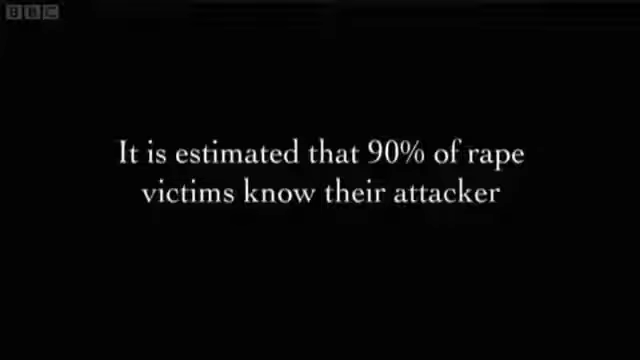 BBC
It is estimated that 90% of rape
victims know their attacker